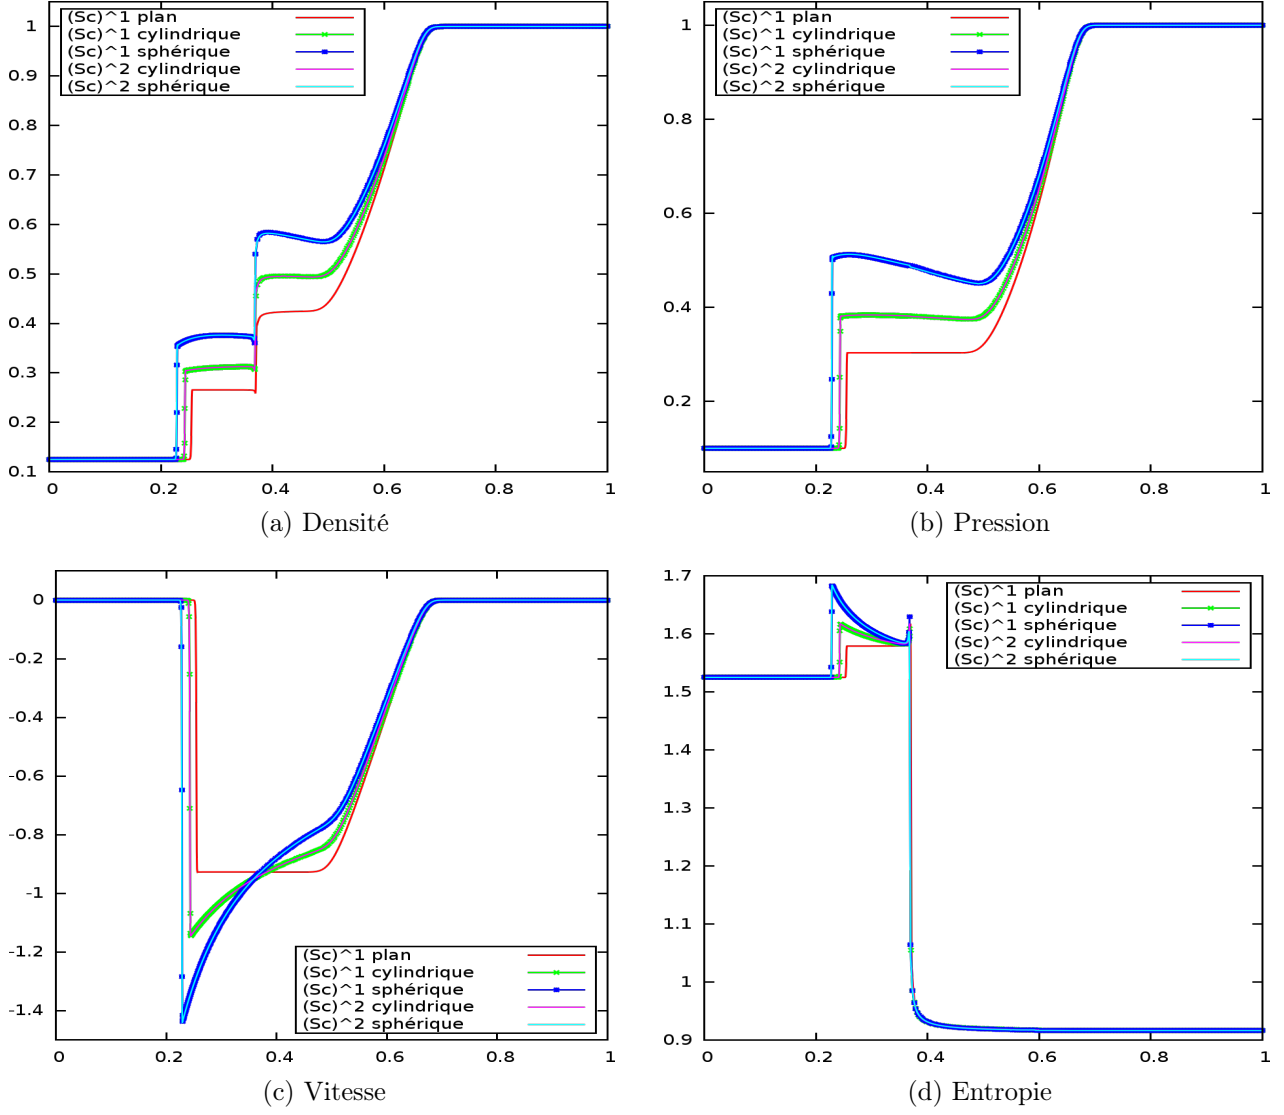 (Sc)^1 plan
(Sc)^1 cylindrique
(Sc)^1 sphérique
(Sc)^2 cylindrique
(Sc)^2 sphérique
1
0.9
0.8
0.7
0.6
0.5
0.4
0.3
0.2
0.1
0 0.2 0.4 0.6 0.8 1
(a) Densité
(Sc)^1 plan
(Sc)^1 cylindrique
(Sc)^1 sphérique
(Sc)^2 cylindrique
(Sc)^2 sphérique
1
0.8
0.6
0.4
0.2
0 0.2 0.4 0.6 0.8 1
(b) Pression
0
-0.2
-0.4
-0.6
-0.8
-1
-1.2
-1.4
(Sc)^1 plan
(Sc)^1 cylindrique
(Sc)^1 sphérique
(Sc)^2 cylindrique
(Sc)^2 sphérique
0 0.2 0.4 0.6 0.8 1
(c) Vitesse
(Sc)^1 plan
(Sc)^1 cylindrique
(Sc)^1 sphérique
(Sc)^2 cylindrique
(Sc)^2 sphérique
1.7
1.6
1.5
1.4
1.3
1.2
1.1
1
0.9
0 0.2 0.4 0.6 0.8 1
(d) Entropie